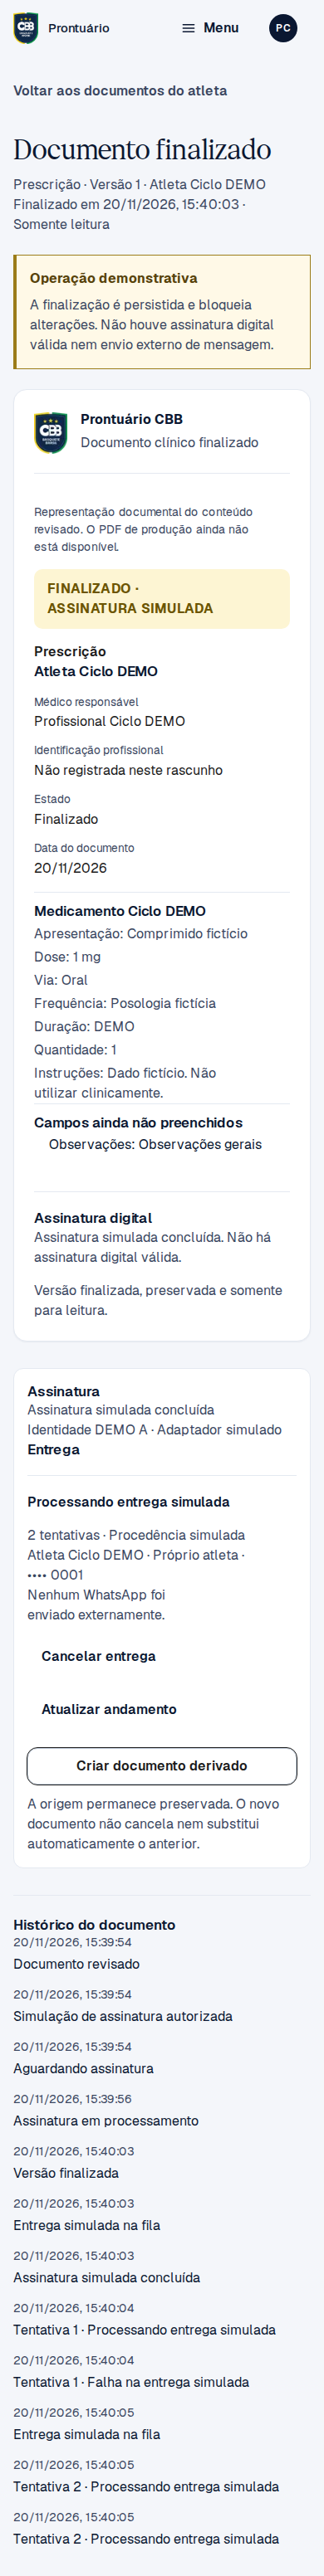 CBB
Prontuário
Menu
PC
Voltar aos documentos do atleta
Documento finalizado
Prescrição · Versão 1 · Atleta Ciclo DEMO
Finalizado em 20/11/2026, 15:40:03 ·
Somente leitura
Operação demonstrativa
A finalização é persistida e bloqueia
alterações. Não houve assinatura digital
válida nem envio externo de mensagem.
CBB
Prontuário CBB
Documento clínico finalizado
Representação documental do conteúdo
revisado. O PDF de produção ainda não
está disponível.
FINALIZADO ·
ASSINATURA SIMULADA
Prescrição
Atleta Ciclo DEMO
Médico responsável
Profissional Ciclo DEMO
Identificação profissional
Não registrada neste rascunho
Estado
Finalizado
Data do documento
20/11/2026
Medicamento Ciclo DEMO
Apresentação: Comprimido fictício
Dose: 1 mg
Via: Oral
Frequência: Posologia fictícia
Duração: DEMO
Quantidade: 1
Instruções: Dado fictício. Não
utilizar clinicamente.
Campos ainda não preenchidos
Observações: Observações gerais
Assinatura digital
Assinatura simulada concluída. Não há
assinatura digital válida.
Versão finalizada, preservada e somente
para leitura.
Assinatura
Assinatura simulada concluída
Identidade DEMO A · Adaptador simulado
Entrega
Processando entrega simulada
2 tentativas · Procedência simulada
Atleta Ciclo DEMO · Próprio atleta ·
•••• 0001
Nenhum WhatsApp foi
enviado externamente.
Cancelar entrega
Atualizar andamento
Criar documento derivado
A origem permanece preservada. O novo
documento não cancela nem substitui
automaticamente o anterior.
Histórico do documento
20/11/2026, 15:39:54
Documento revisado
20/11/2026, 15:39:54
Simulação de assinatura autorizada
20/11/2026, 15:39:54
Aguardando assinatura
20/11/2026, 15:39:56
Assinatura em processamento
20/11/2026, 15:40:03
Versão finalizada
20/11/2026, 15:40:03
Entrega simulada na fila
20/11/2026, 15:40:03
Assinatura simulada concluída
20/11/2026, 15:40:04
Tentativa 1 · Processando entrega simulada
20/11/2026, 15:40:04
Tentativa 1 · Falha na entrega simulada
20/11/2026, 15:40:05
Entrega simulada na fila
20/11/2026, 15:40:05
Tentativa 2 · Processando entrega simulada
20/11/2026, 15:40:05
Tentativa 2 · Processando entrega simulada